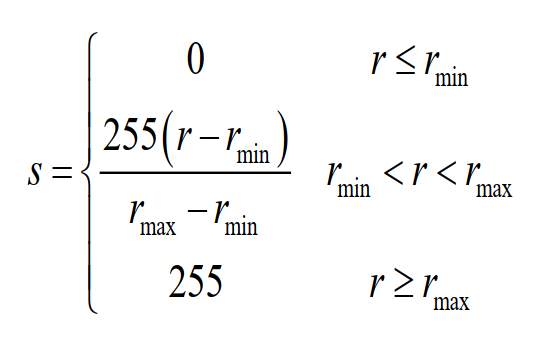 0 r ≤ r_min
s = { 255(r − r_min) / (r_max − r_min) r_min < r < r_max
255 r ≥ r_max